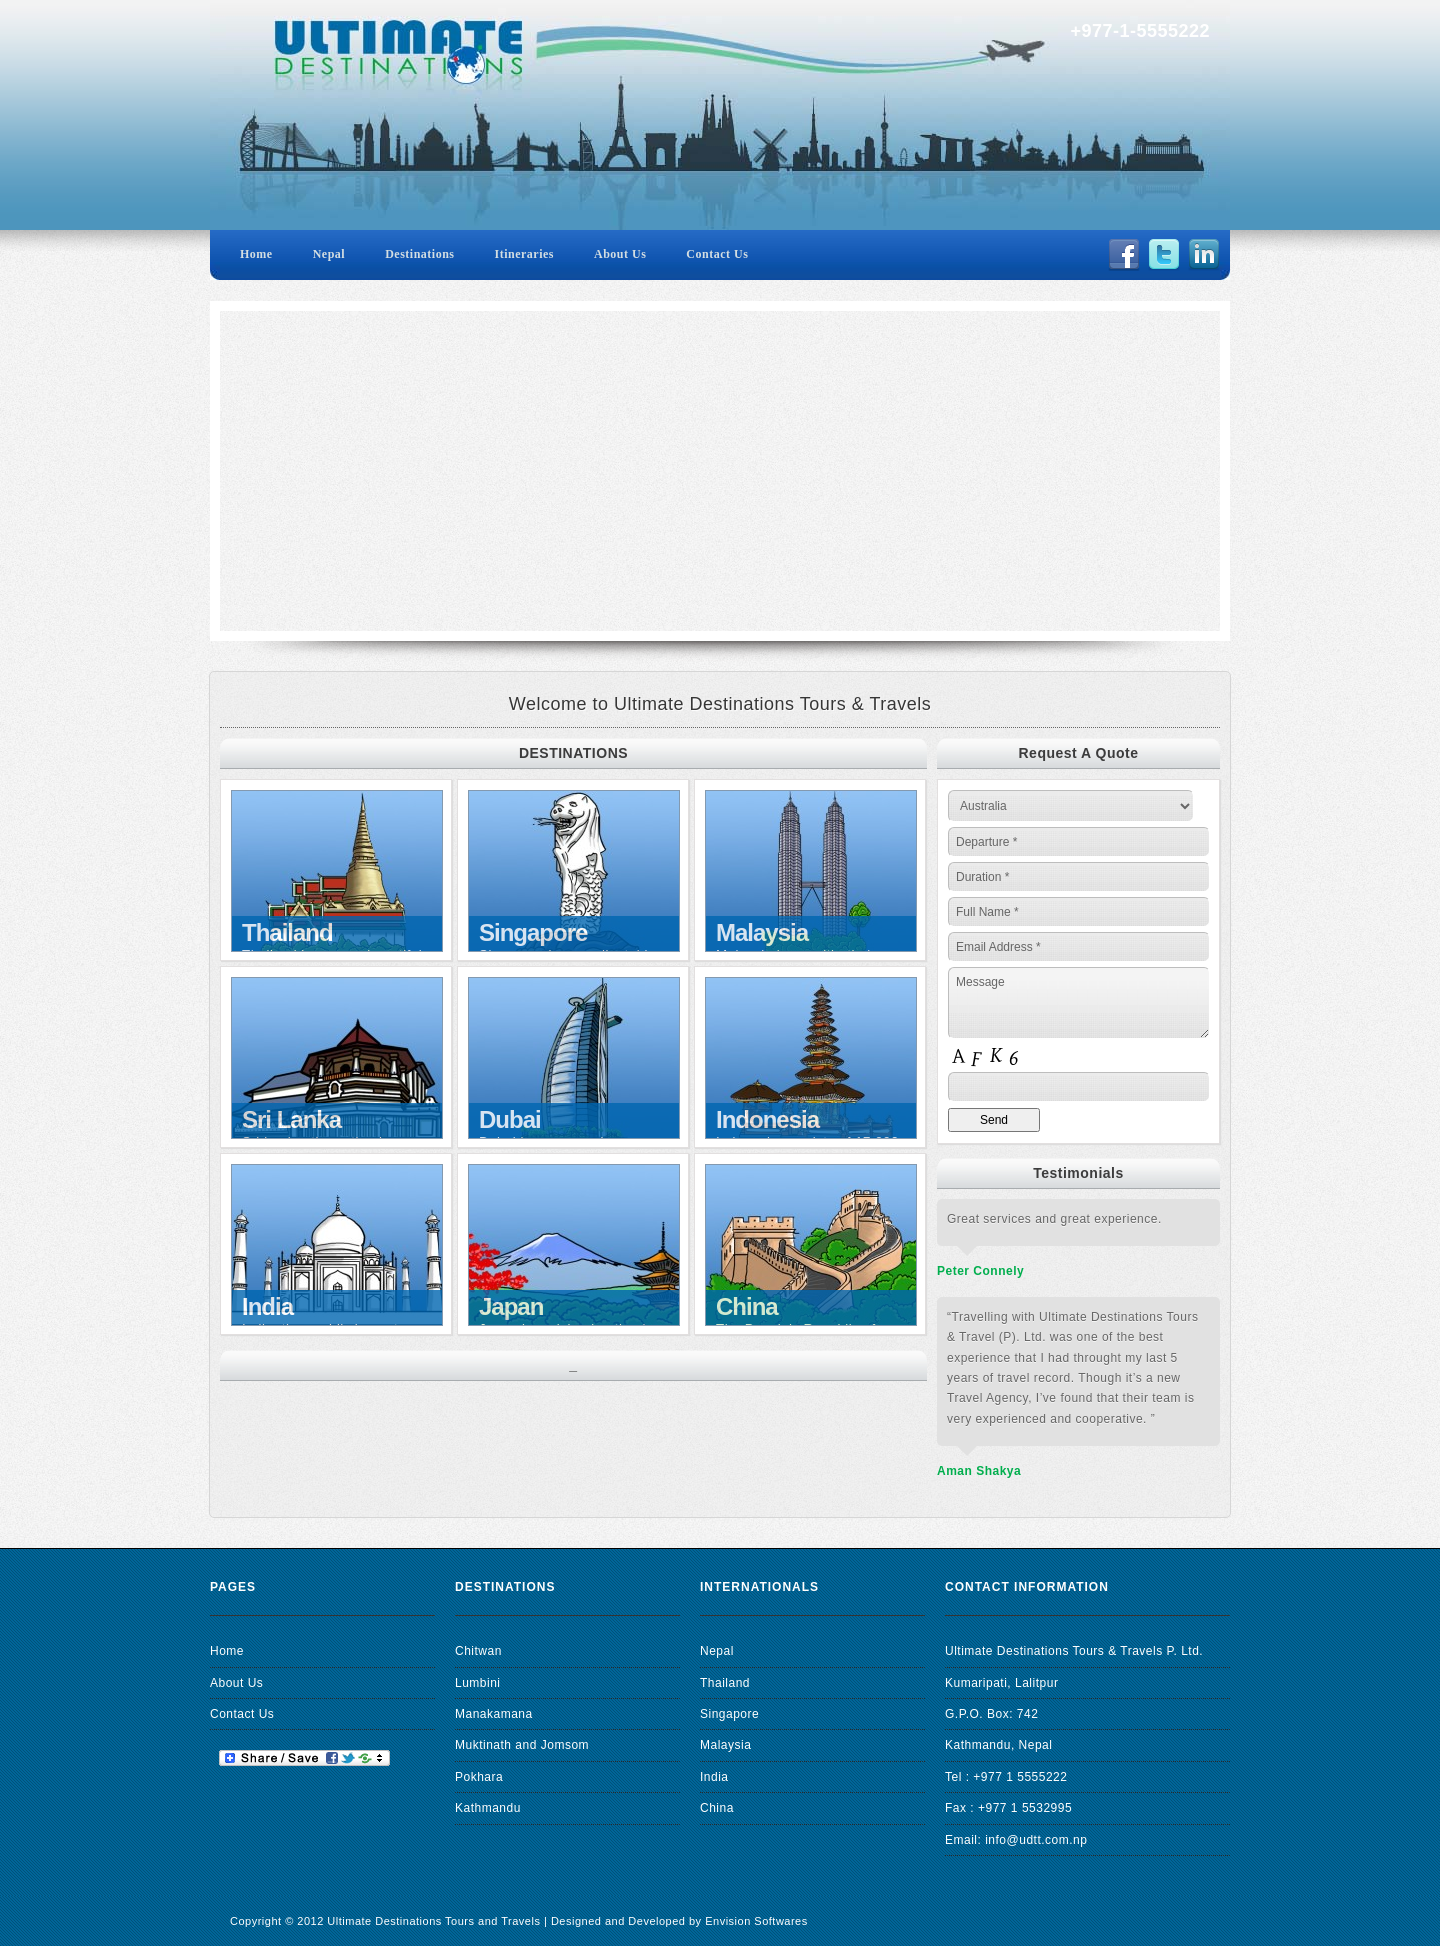 ULTIMATE
DESTINATIONS
+977-1-5555222
Home
Nepal
Destinations
Itineraries
About Us
Contact Us
Welcome to Ultimate Destinations Tours & Travels
DESTINATIONS
Thailand
Singapore
Malaysia
Sri Lanka
Dubai
Indonesia
India
Japan
China
_
Request A Quote
Australia
Departure *
Duration *
Full Name *
Email Address *
Message
A F K 6
Send
Testimonials
Great services and great experience.
Peter Connely
“Travelling with Ultimate Destinations Tours
& Travel (P). Ltd. was one of the best
experience that I had throught my last 5
years of travel record. Though it’s a new
Travel Agency, I’ve found that their team is
very experienced and cooperative. ”
Aman Shakya
PAGES
Home
About Us
Contact Us
Share / Save
DESTINATIONS
Chitwan
Lumbini
Manakamana
Muktinath and Jomsom
Pokhara
Kathmandu
INTERNATIONALS
Nepal
Thailand
Singapore
Malaysia
India
China
CONTACT INFORMATION
Ultimate Destinations Tours & Travels P. Ltd.
Kumaripati, Lalitpur
G.P.O. Box: 742
Kathmandu, Nepal
Tel : +977 1 5555222
Fax : +977 1 5532995
Email: info@udtt.com.np
Copyright © 2012 Ultimate Destinations Tours and Travels | Designed and Developed by Envision Softwares